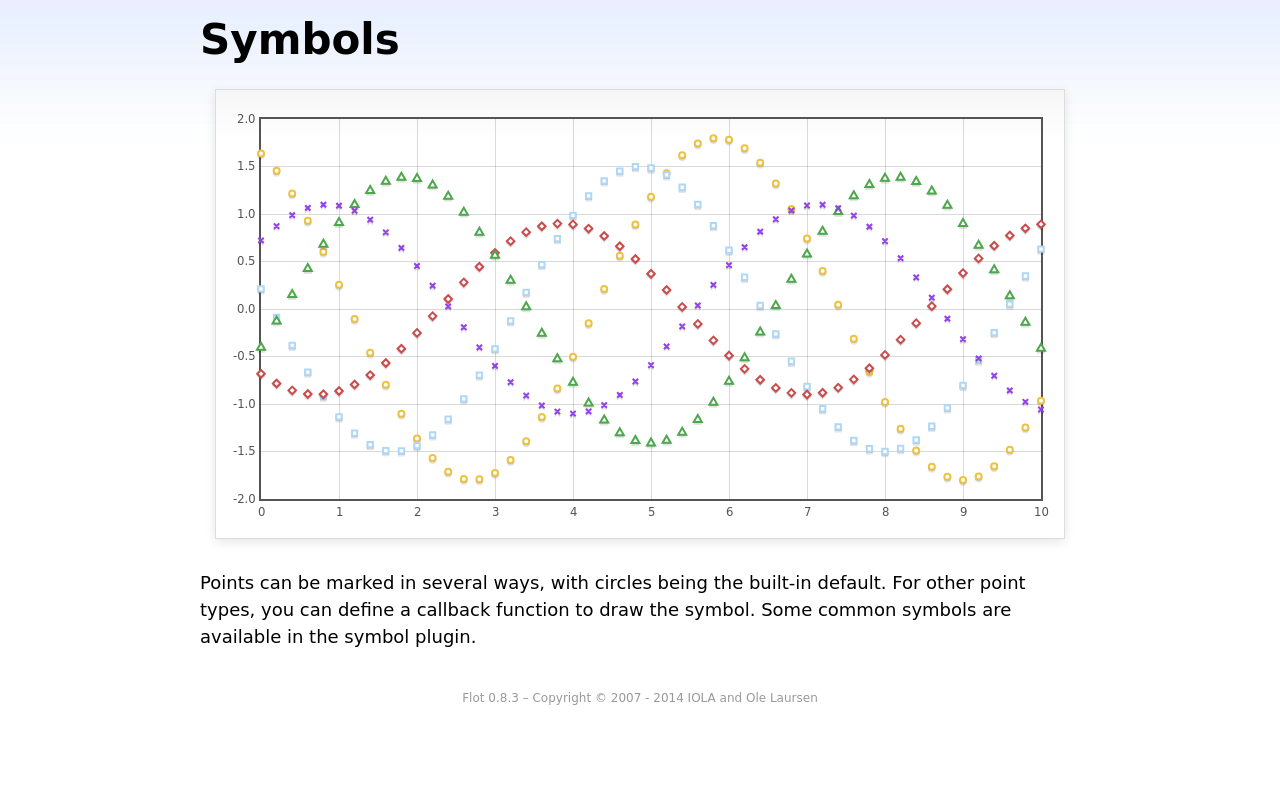 Symbols
2.0
1.5
1.0
0.5
0.0
-0.5
-1.0
-1.5
-2.0
0 1 2 3 4 5 6 7 8 9 10
Points can be marked in several ways, with circles being the built-in default. For other point
types, you can define a callback function to draw the symbol. Some common symbols are
available in the symbol plugin.
Flot 0.8.3 – Copyright © 2007 - 2014 IOLA and Ole Laursen